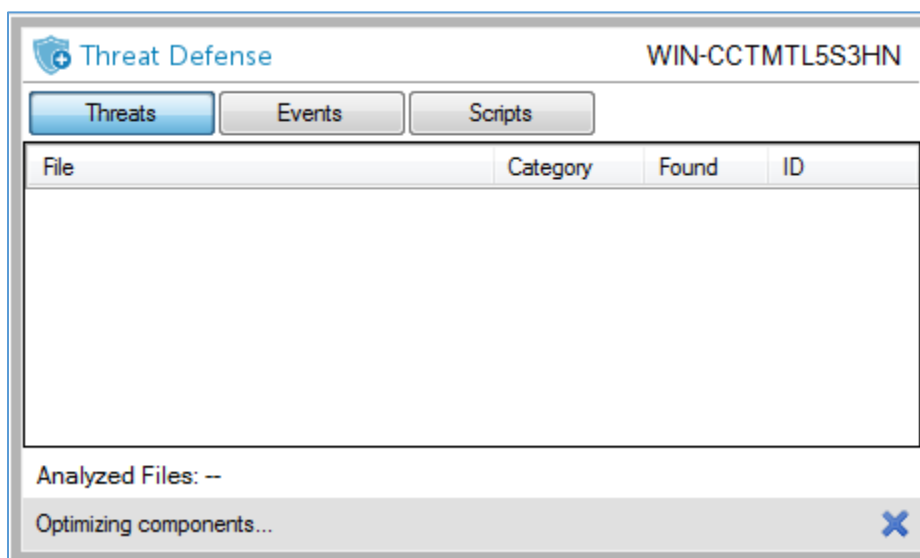 Threat Defense WIN-CCTMTL5S3HN
Threats Events Scripts
File Category Found ID
Analyzed Files: --
Optimizing components...